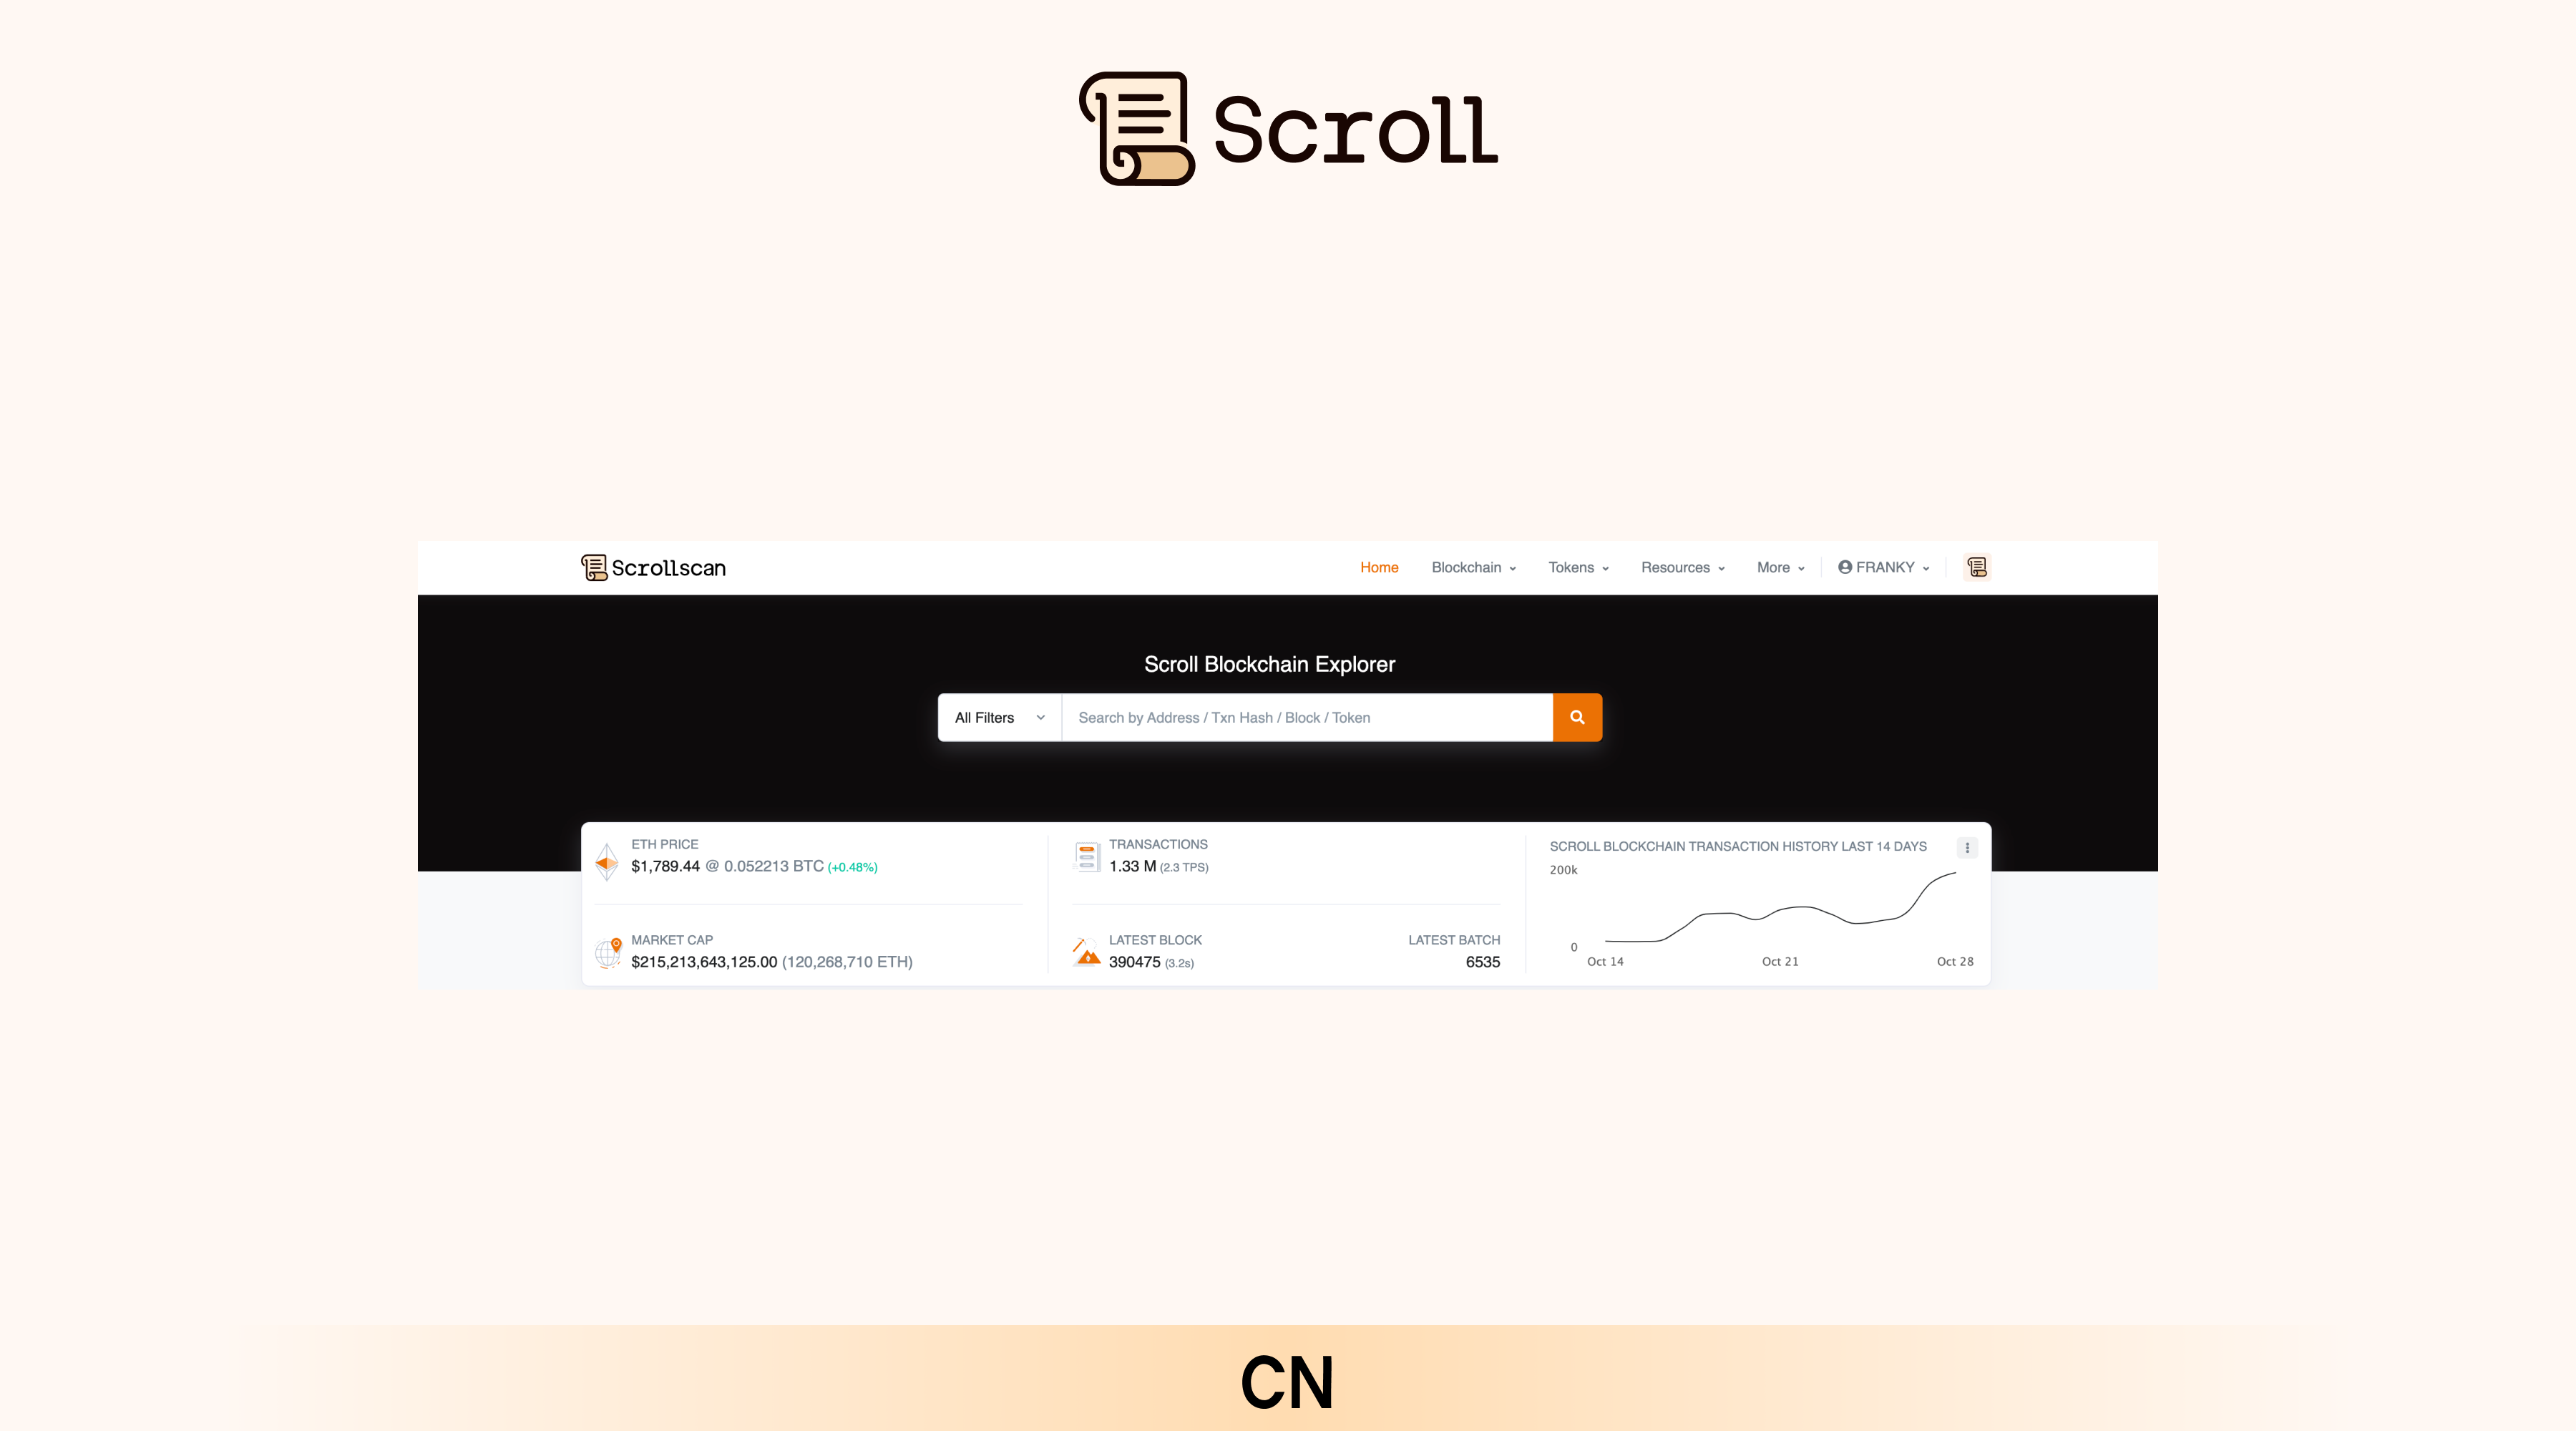 Scroll
Scrollscan
Home Blockchain Tokens Resources More FRANKY
Scroll Blockchain Explorer
All Filters Search by Address / Txn Hash / Block / Token
ETH PRICE
$1,789.44 @ 0.052213 BTC (+0.48%)
MARKET CAP
$215,213,643,125.00 (120,268,710 ETH)
TRANSACTIONS
1.33 M (2.3 TPS)
LATEST BLOCK LATEST BATCH
390475 (3.2s) 6535
SCROLL BLOCKCHAIN TRANSACTION HISTORY LAST 14 DAYS
200k
0
Oct 14 Oct 21 Oct 28
CN